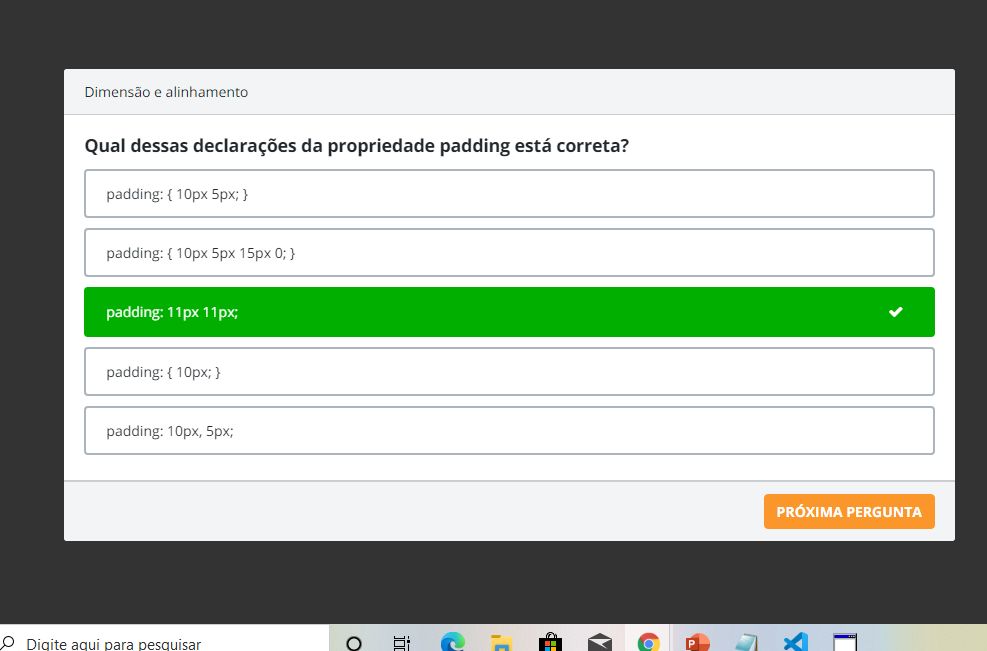 Dimensão e alinhamento
Qual dessas declarações da propriedade padding está correta?
padding: { 10px 5px; }
padding: { 10px 5px 15px 0; }
padding: 11px 11px;
padding: { 10px; }
padding: 10px, 5px;
PRÓXIMA PERGUNTA
Digite aqui para pesquisar
P